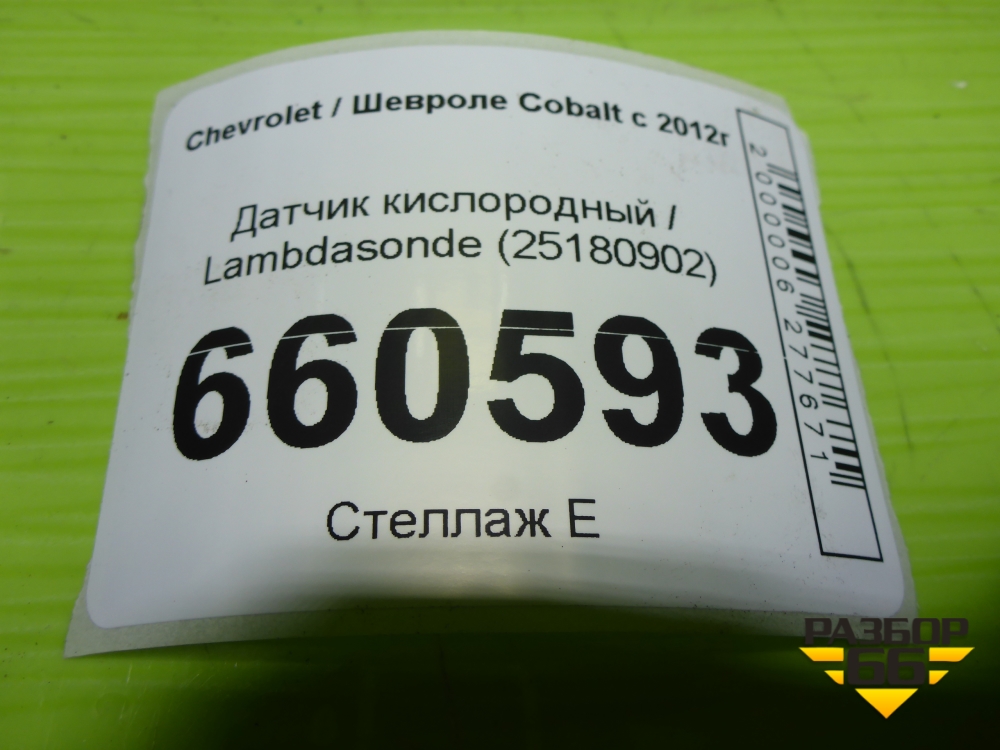 Chevrolet / Шевроле Cobalt с 2012г
Датчик кислородный /
Lambdasonde (25180902)
660593
Стеллаж Е
2000006277671
РАЗБОР
66